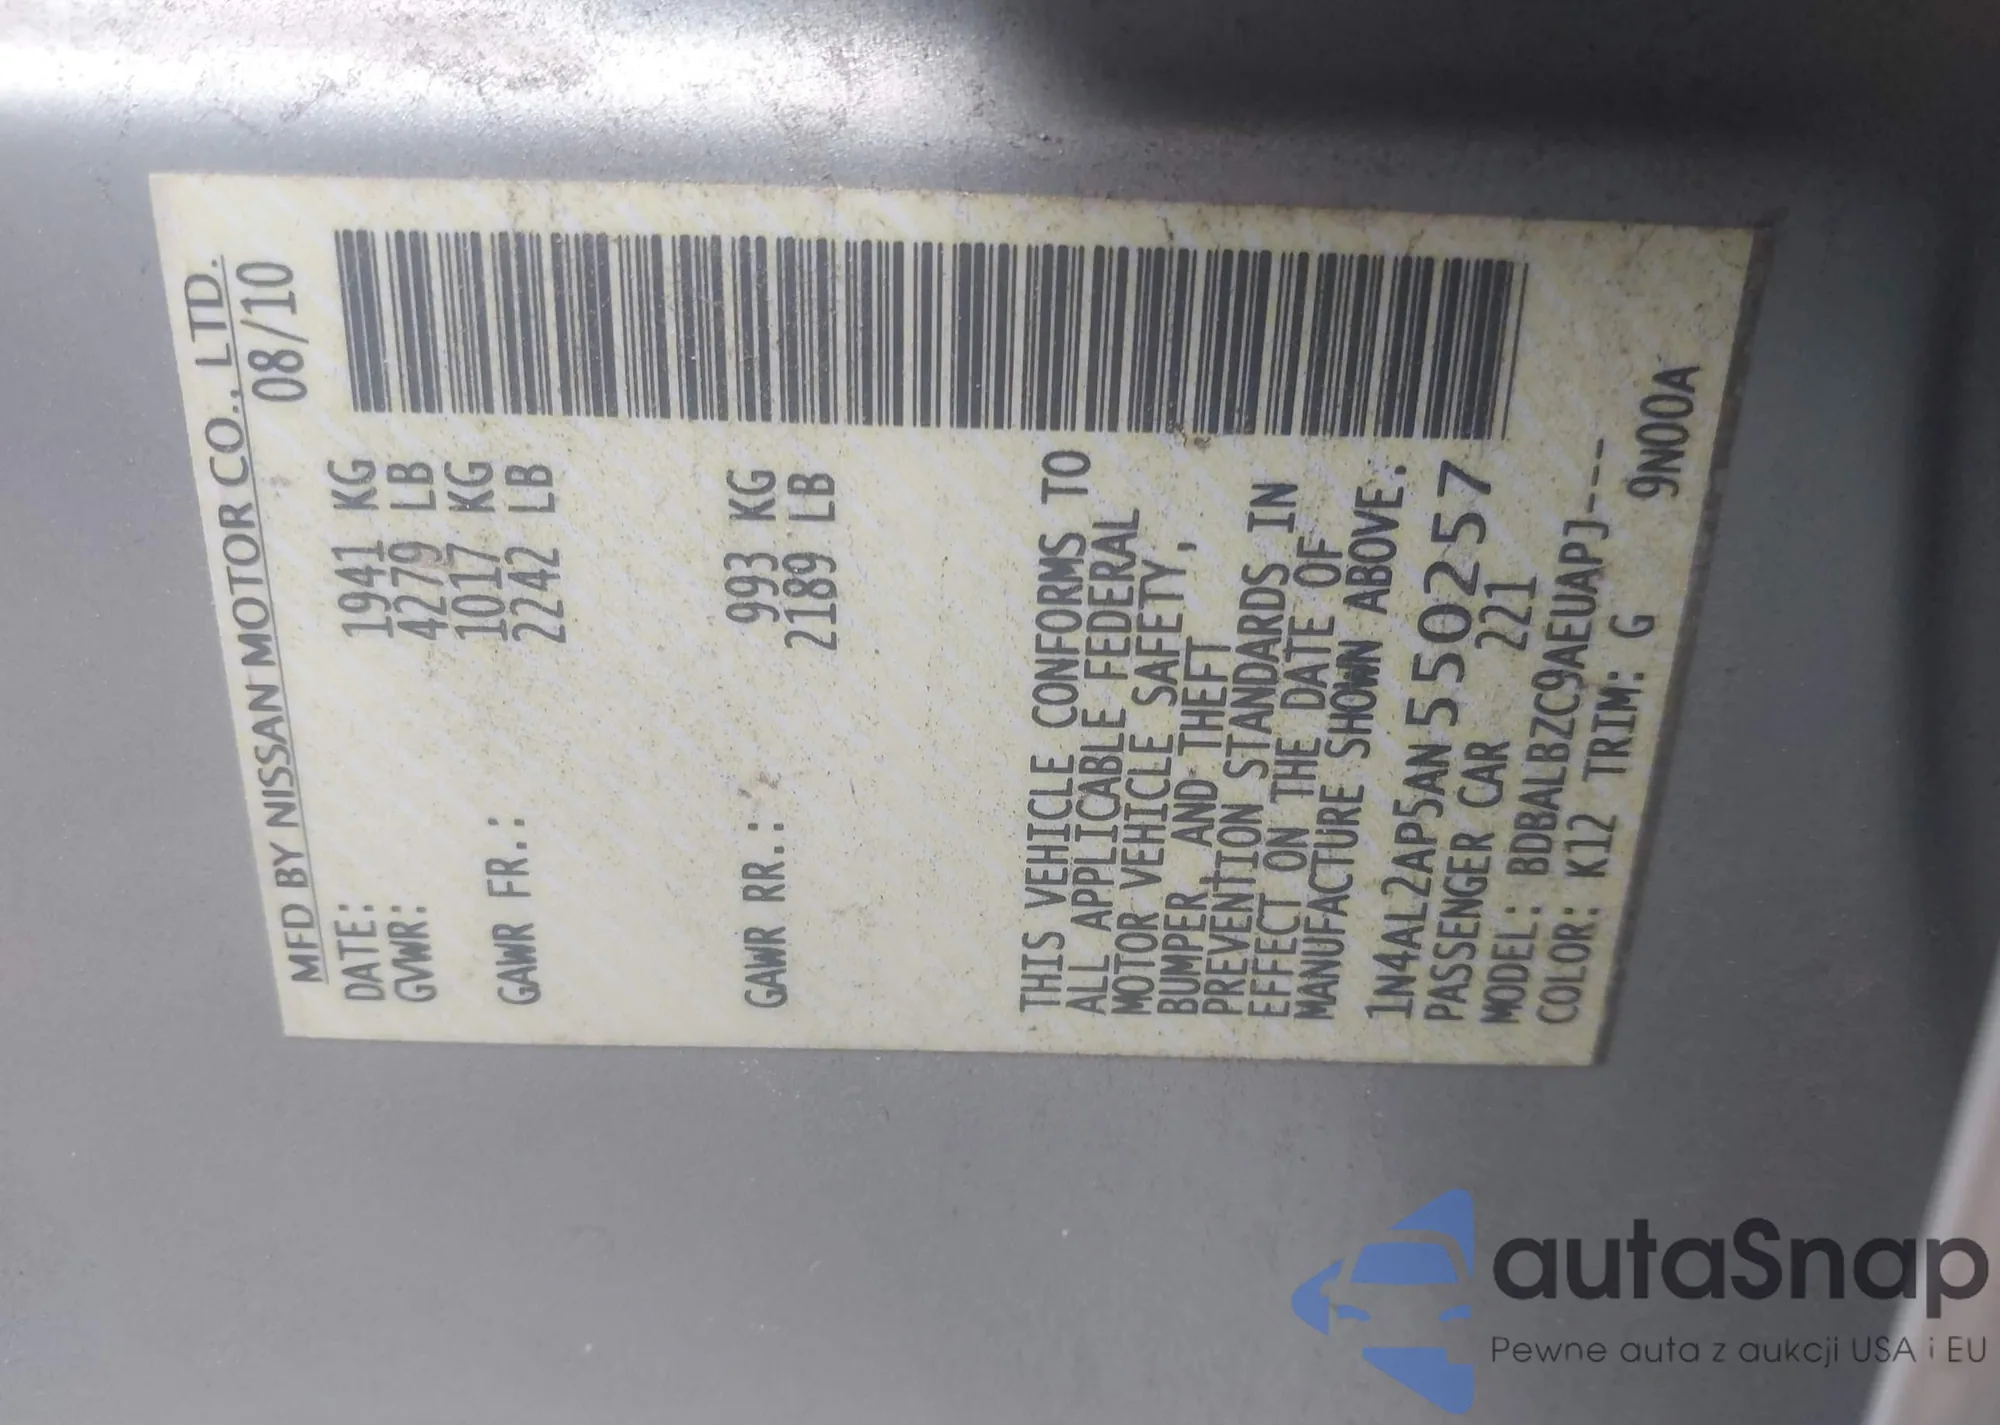 MFD BY NISSAN MOTOR CO., LTD.
DATE: 08/10
GVWR: 1941 KG
4279 LB
GAWR FR.: 1017 KG
2242 LB
GAWR RR.: 993 KG
2189 LB
THIS VEHICLE CONFORMS TO
ALL APPLICABLE FEDERAL
MOTOR VEHICLE SAFETY,
BUMPER, AND THEFT
PREVENTION STANDARDS IN
EFFECT ON THE DATE OF
MANUFACTURE SHOWN ABOVE.
1N4AL2AP5AN550257
PASSENGER CAR 221
MODEL: BDBALBZC9AEUAPJ---
COLOR: K12 TRIM: G 9N00A
autaSnap
Pewne auta z aukcji USA i EU